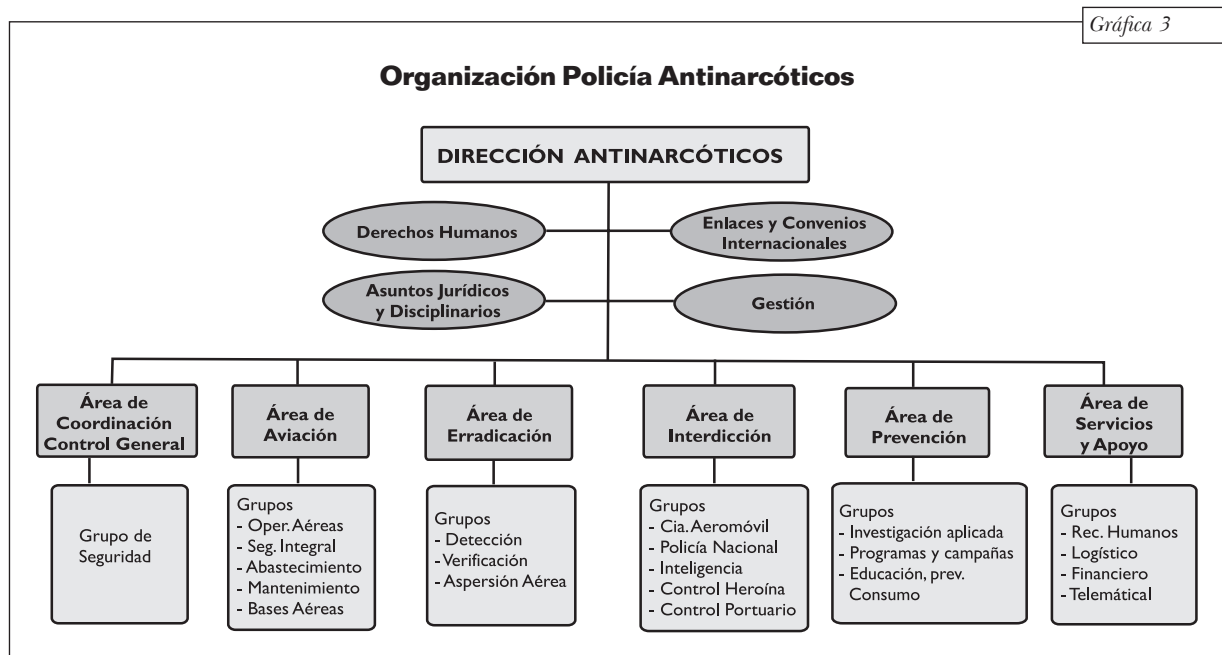 Gráfica 3
Organización Policía Antinarcóticos
DIRECCIÓN ANTINARCÓTICOS
Derechos Humanos
Enlaces y Convenios
Internacionales
Asuntos Jurídicos
y Disciplinarios
Gestión
Área de
Coordinación
Control General
Área de
Aviación
Área de
Erradicación
Área de
Interdicción
Área de
Prevención
Área de
Servicios
y Apoyo
Grupo de
Seguridad
Grupos
- Oper. Aéreas
- Seg. Integral
- Abastecimiento
- Mantenimiento
- Bases Aéreas
Grupos
- Detección
-Verificación
- Aspersión Aérea
Grupos
- Cia. Aeromóvil
- Policía Nacional
- Inteligencia
- Control Heroína
- Control Portuario
Grupos
- Investigación aplicada
- Programas y campañas
- Educación, prev.
Consumo
Grupos
- Rec. Humanos
- Logístico
- Financiero
- Telemátical